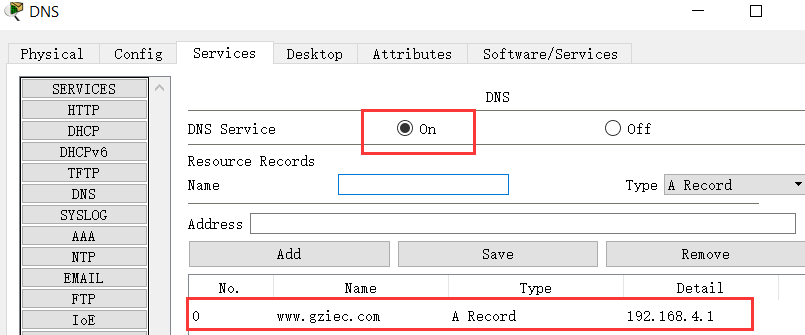 DNS
Physical Config Services Desktop Attributes Software/Services
SERVICES
HTTP
DHCP
DHCPv6
TFTP
DNS
SYSLOG
AAA
NTP
EMAIL
FTP
IoE
DNS
DNS Service On Off
Resource Records
Name Type A Record
Address
Add Save Remove
No. Name Type Detail
0 www.gziec.com A Record 192.168.4.1